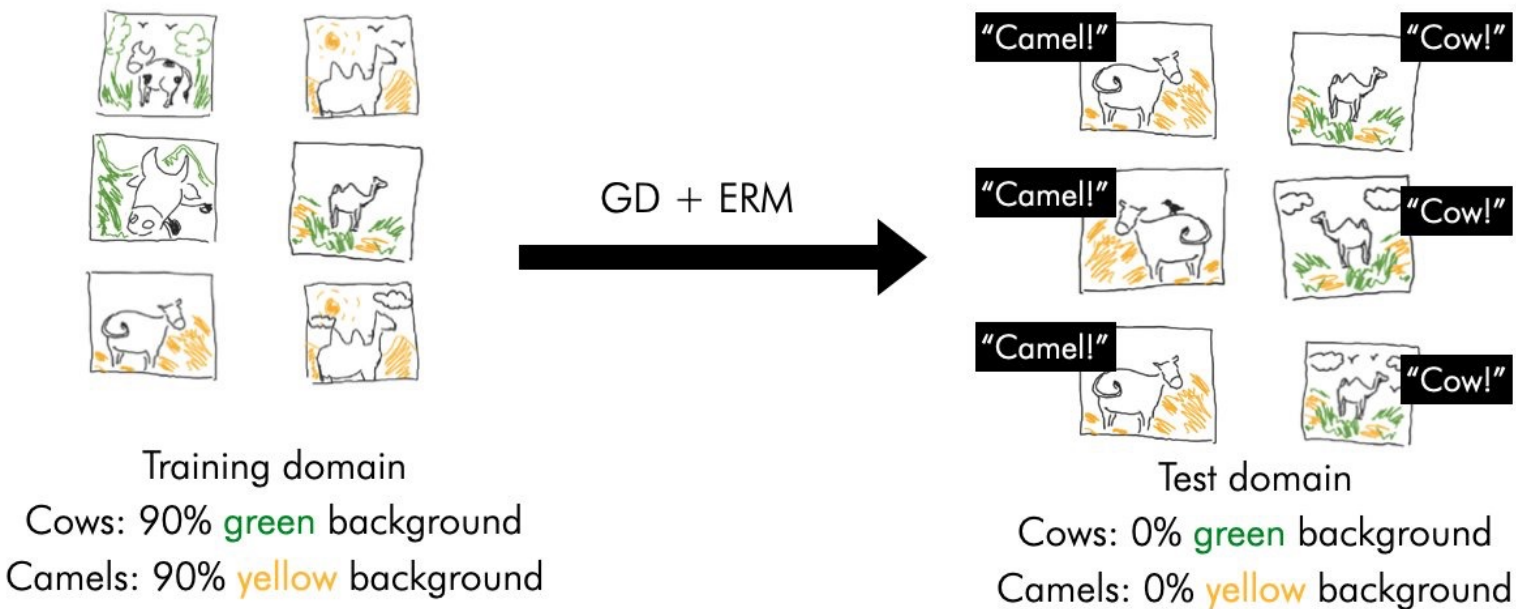 "Camel!"
"Cow!"
"Camel!"
"Cow!"
"Camel!"
"Cow!"
GD + ERM
Training domain
Cows: 90% green background
Camels: 90% yellow background
Test domain
Cows: 0% green background
Camels: 0% yellow background